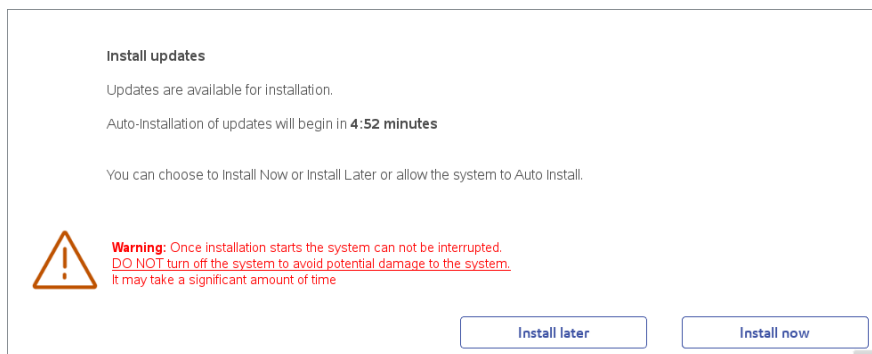 Install updates
Updates are available for installation.
Auto-Installation of updates will begin in 4:52 minutes
You can choose to Install Now or Install Later or allow the system to Auto Install.
Warning: Once installation starts the system can not be interrupted.
DO NOT turn off the system to avoid potential damage to the system.
It may take a significant amount of time
Install later
Install now